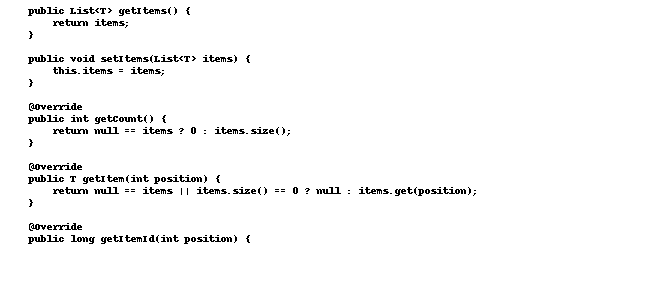 public List<T> getItems() {
    return items;
}

public void setItems(List<T> items) {
    this.items = items;
}

@Override
public int getCount() {
    return null == items ? 0 : items.size();
}

@Override
public T getItem(int position) {
    return null == items || items.size() == 0 ? null : items.get(position);
}

@Override
public long getItemId(int position) {